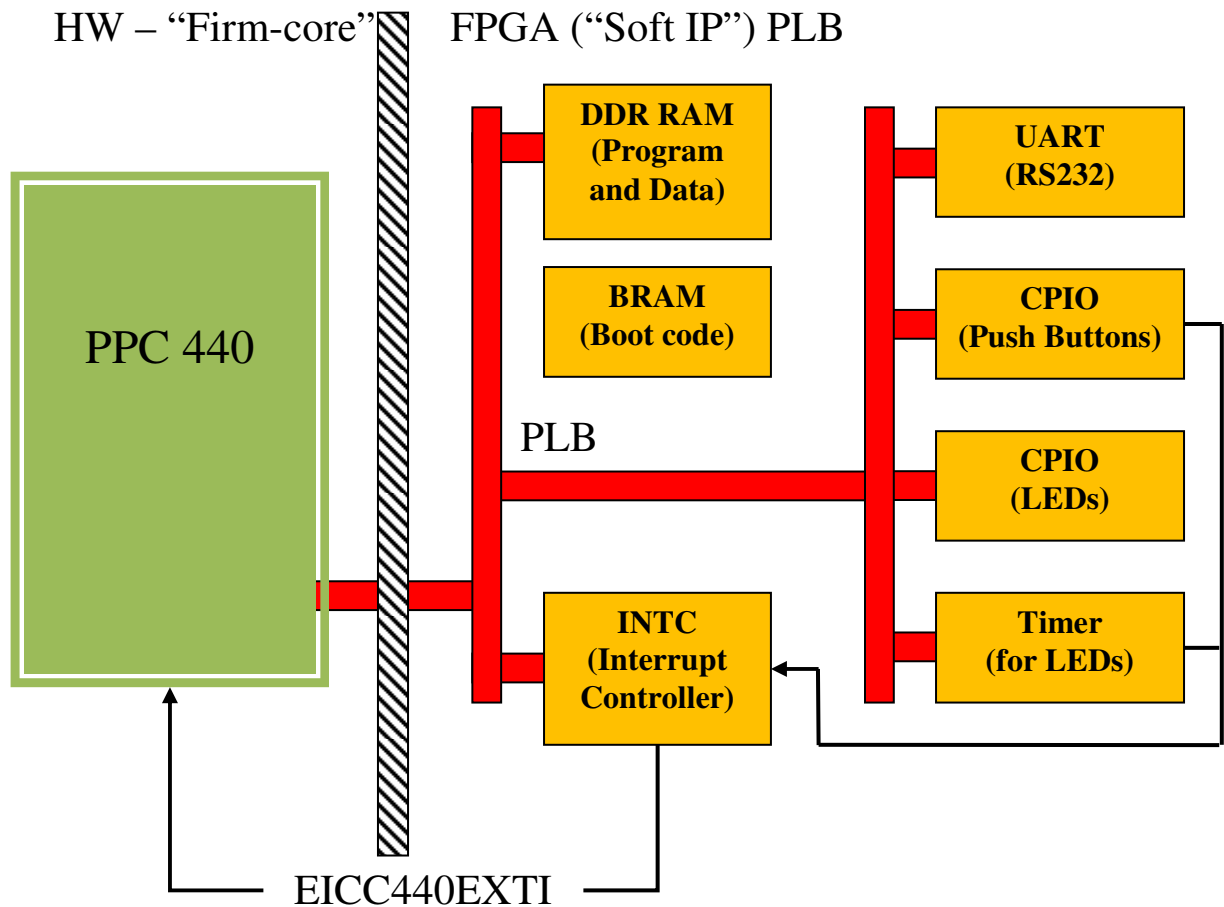 HW – “Firm-core”
FPGA (“Soft IP”) PLB
DDR RAM
(Program
and Data)
UART
(RS232)
BRAM
(Boot code)
CPIO
(Push Buttons)
PPC 440
PLB
CPIO
(LEDs)
INTC
(Interrupt
Controller)
Timer
(for LEDs)
EICC440EXTI